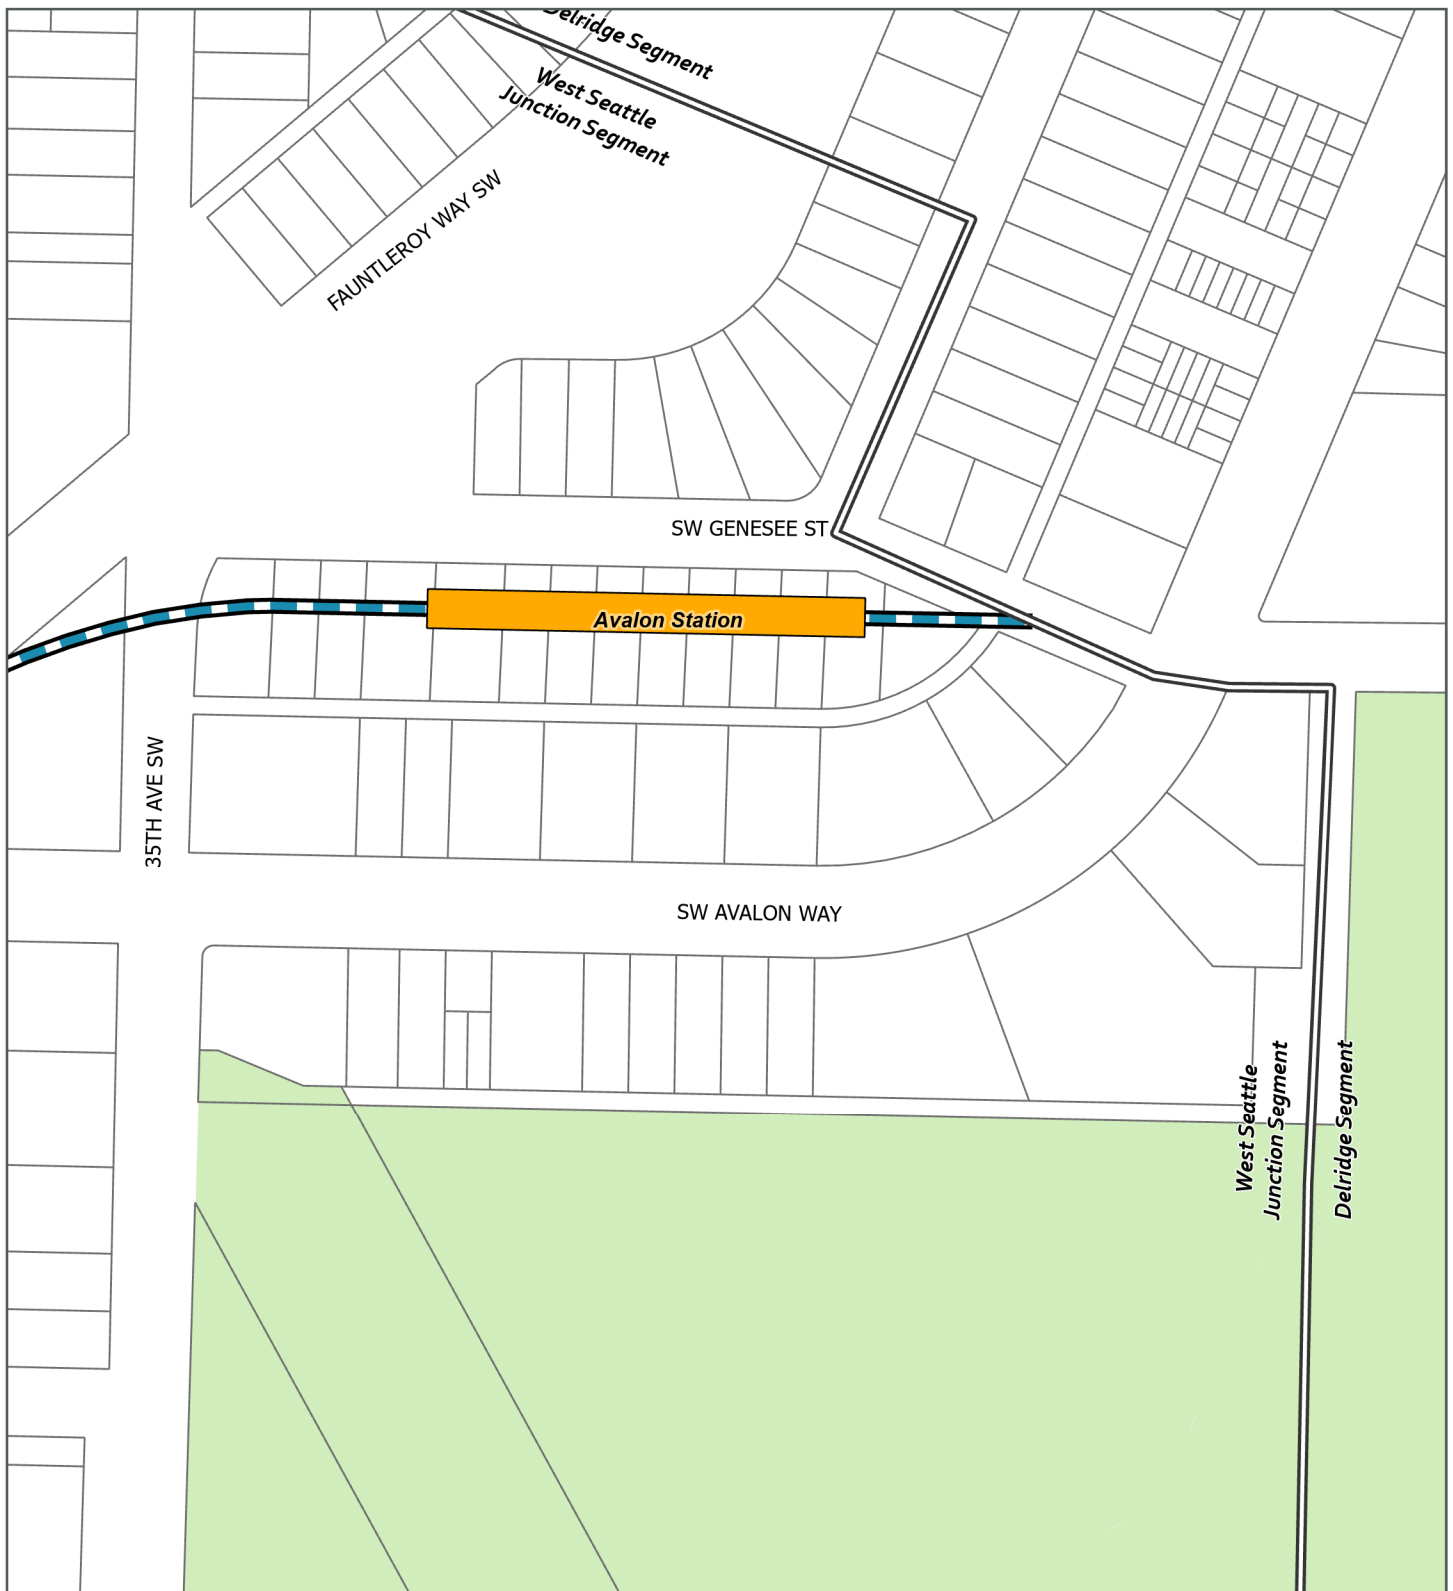 Delridge Segment
West Seattle
Junction Segment
FAUNTLEROY WAY SW
SW GENESEE ST
Avalon Station
35TH AVE SW
SW AVALON WAY
West Seattle
Junction Segment
Delridge Segment